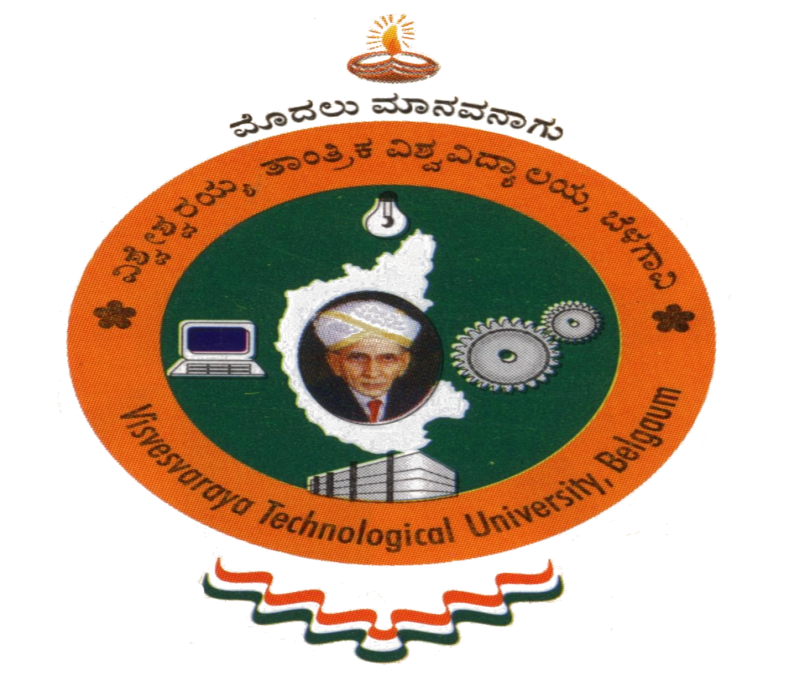 ಮೊದಲು ಮಾನವನಾಗು
ವಿಶ್ವೇಶ್ವರಯ್ಯ ತಾಂತ್ರಿಕ ವಿಶ್ವವಿದ್ಯಾಲಯ, ಬೆಳಗಾವಿ
Visvesvaraya Technological University, Belgaum